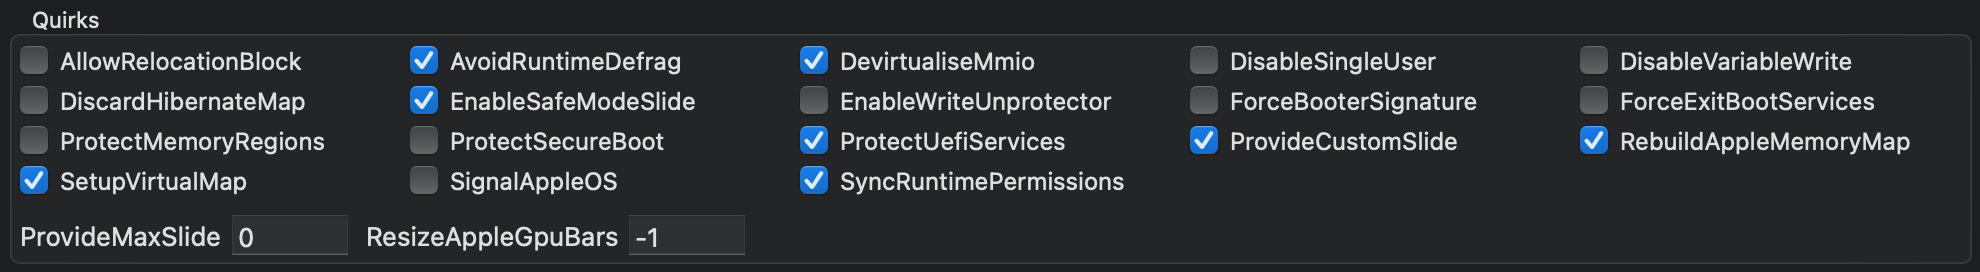 Quirks
AllowRelocationBlock AvoidRuntimeDefrag DevirtualiseMmio DisableSingleUser DisableVariableWrite
DiscardHibernateMap EnableSafeModeSlide EnableWriteUnprotector ForceBooterSignature ForceExitBootServices
ProtectMemoryRegions ProtectSecureBoot ProtectUefiServices ProvideCustomSlide RebuildAppleMemoryMap
SetupVirtualMap SignalAppleOS SyncRuntimePermissions
ProvideMaxSlide 0 ResizeAppleGpuBars -1